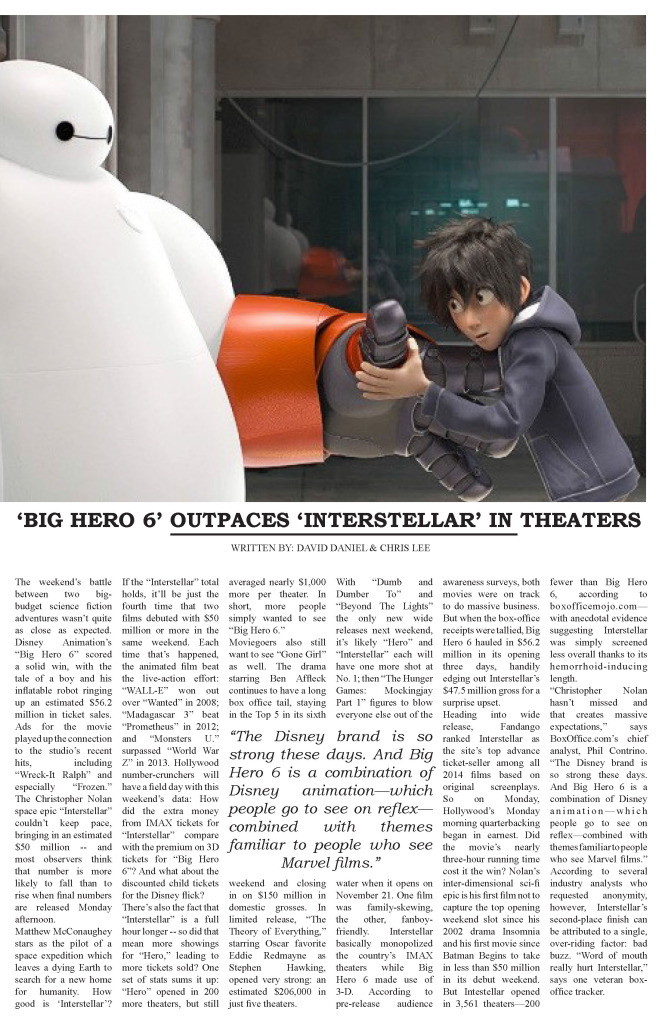 ‘BIG HERO 6’ OUTPACES ‘INTERSTELLAR’ IN THEATERS
WRITTEN BY: DAVID DANIEL & CHRIS LEE
The weekend’s battle
between two big-
budget science fiction
adventures wasn’t quite
as close as expected.
Disney Animation’s
“Big Hero 6” scored
a solid win, with the
tale of a boy and his
inflatable robot ringing
up an estimated $56.2
million in ticket sales.
Ads for the movie
played up the connection
to the studio’s recent
hits, including
“Wreck-It Ralph” and
especially “Frozen.”
The Christopher Nolan
space epic “Interstellar”
couldn’t keep pace,
bringing in an estimated
$50 million -- and
most observers think
that number is more
likely to fall than to
rise when final numbers
are released Monday
afternoon.
Matthew McConaughey
stars as the pilot of a
space expedition which
leaves a dying Earth to
search for a new home
for humanity. How
good is ‘Interstellar’?
If the “Interstellar” total
holds, it’ll be just the
fourth time that two
films debuted with $50
million or more in the
same weekend. Each
time that’s happened,
the animated film beat
the live-action effort:
“WALL-E” won out
over “Wanted” in 2008;
“Madagascar 3” beat
“Prometheus” in 2012;
and “Monsters U.”
surpassed “World War
Z” in 2013. Hollywood
number-crunchers will
have a field day with this
weekend’s data: How
did the extra money
from IMAX tickets for
“Interstellar” compare
with the premium on 3D
tickets for “Big Hero
6”? And what about the
discounted child tickets
for the Disney flick?
There’s also the fact that
“Interstellar” is a full
hour longer -- so did that
mean more showings
for “Hero,” leading to
more tickets sold? One
set of stats sums it up:
“Hero” opened in 200
more theaters, but still
averaged nearly $1,000
more per theater. In
short, more people
simply wanted to see
“Big Hero 6.”
Moviegoers also still
want to see “Gone Girl”
as well. The drama
starring Ben Affleck
continues to have a long
box office tail, staying
in the Top 5 in its sixth
“The Disney brand is so
strong these days. And Big
Hero 6 is a combination of
Disney animation—which
people go to see on reflex—
combined with themes
familiar to people who see
Marvel films.”
weekend and closing
in on $150 million in
domestic grosses. In
limited release, “The
Theory of Everything,”
starring Oscar favorite
Eddie Redmayne as
Stephen Hawking,
opened very strong: an
estimated $206,000 in
just five theaters.
With “Dumb and
Dumber To” and
“Beyond The Lights”
the only new wide
releases next weekend,
it’s likely “Hero” and
“Interstellar” each will
have one more shot at
No. 1; then “The Hunger
Games: Mockingjay
Part 1” figures to blow
everyone else out of the
water when it opens on
November 21. One film
was family-skewing,
the other, fanboy-
friendly. Interstellar
basically monopolized
the country’s IMAX
theaters while Big
Hero 6 made use of
3-D. According to
pre-release audience
awareness surveys, both
movies were on track
to do massive business.
But when the box-office
receipts were tallied, Big
Hero 6 hauled in $56.2
million in its opening
three days, handily
edging out Interstellar’s
$47.5 million gross for a
surprise upset.
Heading into wide
release, Fandango
ranked Interstellar as
the site’s top advance
ticket-seller among all
2014 films based on
original screenplays.
So on Monday,
Hollywood’s Monday
morning quarterbacking
began in earnest. Did
the movie’s nearly
three-hour running time
cost it the win? Nolan’s
inter-dimensional sci-fi
epic is his first film not to
capture the top opening
weekend slot since his
2002 drama Insomnia
and his first movie since
Batman Begins to take
in less than $50 million
in its debut weekend.
But Intestellar opened
in 3,561 theaters—200
fewer than Big Hero
6, according to
boxofficemojo.com—
with anecdotal evidence
suggesting Interstellar
was simply screened
less overall thanks to its
hemorrhoid-inducing
length.
“Christopher Nolan
hasn’t missed and
that creates massive
expectations,” says
BoxOffice.com’s chief
analyst, Phil Contrino.
“The Disney brand is
so strong these days.
And Big Hero 6 is a
combination of Disney
animation—which
people go to see on
reflex—combined with
themes familiar to people
who see Marvel films.”
According to several
industry analysts who
requested anonymity,
however, Interstellar’s
second-place finish can
be attributed to a single,
over-riding factor: bad
buzz. “Word of mouth
really hurt Interstellar,”
says one veteran box-
office tracker.